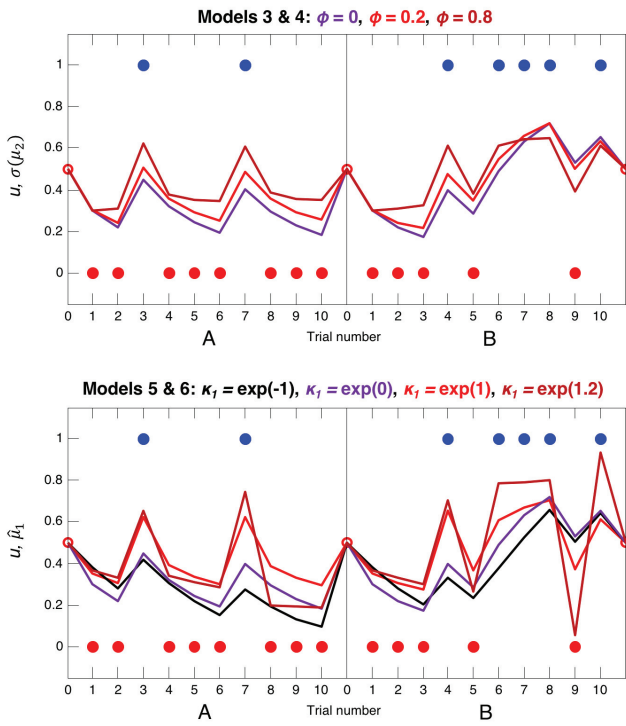 Models 3 & 4: ϕ = 0, ϕ = 0.2, ϕ = 0.8
u, σ(μ₂)
1
0.8
0.6
0.4
0.2
0
0 1 2 3 4 5 6 7 8 9 10 0 1 2 3 4 5 6 7 8 9 10
A Trial number B
Models 5 & 6: κ₁ = exp(-1), κ₁ = exp(0), κ₁ = exp(1), κ₁ = exp(1.2)
u, μ̂₁
1
0.8
0.6
0.4
0.2
0
0 1 2 3 4 5 6 7 8 9 10 0 1 2 3 4 5 6 7 8 9 10
A Trial number B